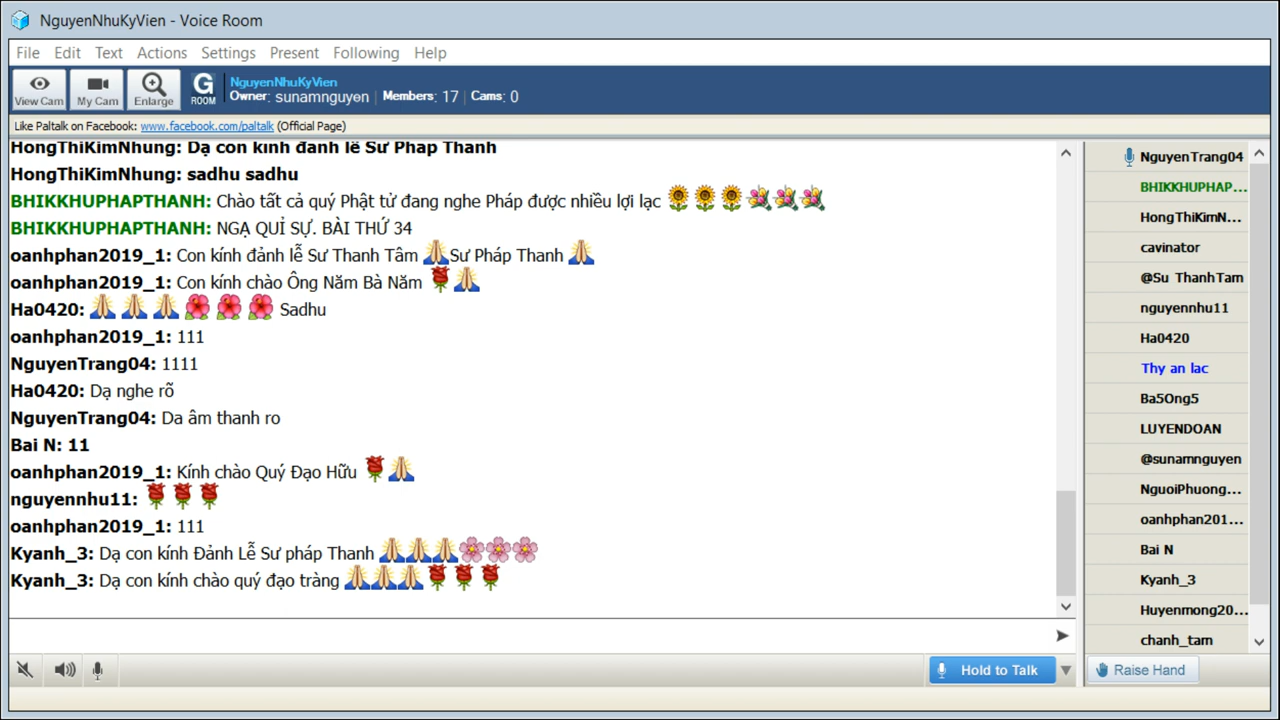 NguyenNhuKyVien - Voice Room
File Edit Text Actions Settings Present Following Help
View Cam My Cam Enlarge G ROOM
NguyenNhuKyVien
Owner: sunamnguyen | Members: 17 | Cams: 0
Like Paltalk on Facebook: www.facebook.com/paltalk (Official Page)
HongThiKimNhung: Dạ con kính đảnh lễ Sư Pháp Thanh
HongThiKimNhung: sadhu sadhu
BHIKKHUPHAPTHANH: Chào tất cả quý Phật tử đang nghe Pháp được nhiều lợi lạc
BHIKKHUPHAPTHANH: NGẠ QUỈ SỰ. BÀI THỨ 34
oanhphan2019_1: Con kính đảnh lễ Sư Thanh Tâm Sư Pháp Thanh
oanhphan2019_1: Con kính chào Ông Năm Bà Năm
Ha0420: Sadhu
oanhphan2019_1: 111
NguyenTrang04: 1111
Ha0420: Dạ nghe rõ
NguyenTrang04: Da âm thanh ro
Bai N: 11
oanhphan2019_1: Kính chào Quý Đạo Hữu
nguyennhu11:
oanhphan2019_1: 111
Kyanh_3: Dạ con kính Đảnh Lễ Sư pháp Thanh
Kyanh_3: Dạ con kính chào quý đạo tràng
NguyenTrang04
BHIKKHUPHAP...
HongThiKimN...
cavinator
@Su ThanhTam
nguyennhu11
Ha0420
Thy an lac
Ba5Ong5
LUYENDOAN
@sunamnguyen
NguoiPhuong...
oanhphan201...
Bai N
Kyanh_3
Huyenmong20...
chanh_tam
Hold to Talk
Raise Hand